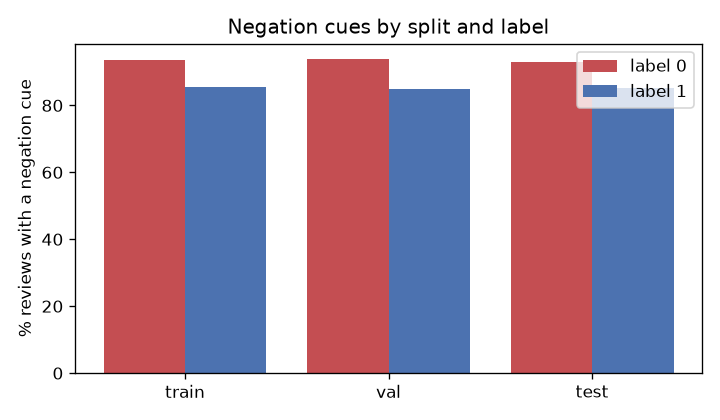 Negation cues by split and label
% reviews with a negation cue
80
60
40
20
0
train
val
test
label 0
label 1